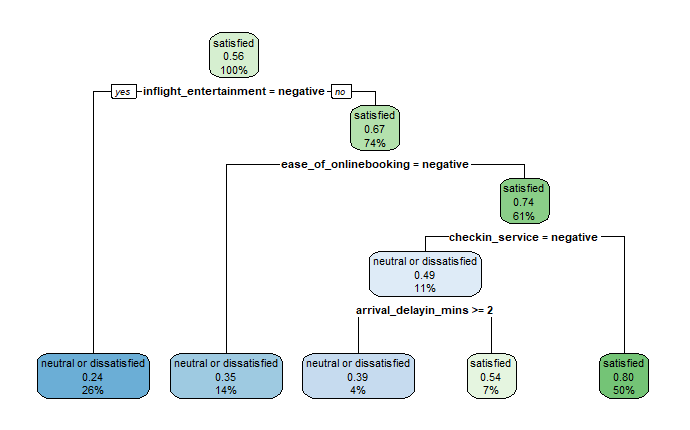 satisfied
0.56
100%
yes inflight_entertainment = negative no
satisfied
0.67
74%
ease_of_onlinebooking = negative
satisfied
0.74
61%
checkin_service = negative
neutral or dissatisfied
0.49
11%
arrival_delayin_mins >= 2
neutral or dissatisfied
0.24
26%
neutral or dissatisfied
0.35
14%
neutral or dissatisfied
0.39
4%
satisfied
0.54
7%
satisfied
0.80
50%